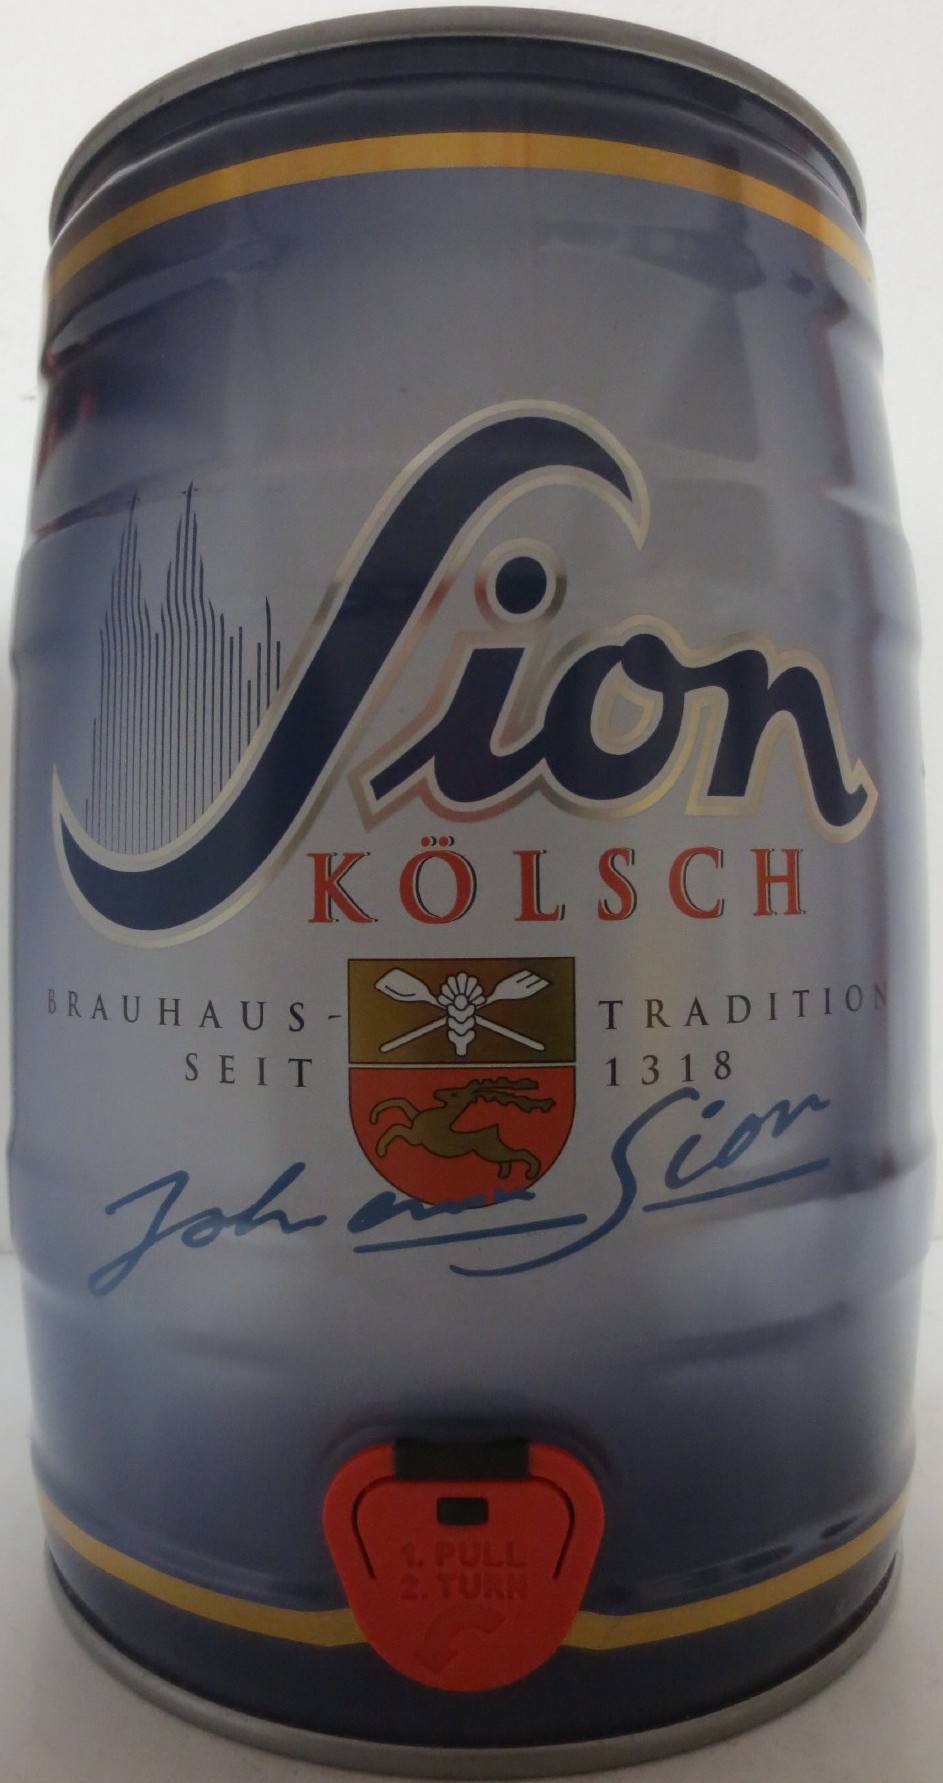 Sion
KÖLSCH
BRAUHAUS- TRADITION
SEIT 1318
Johann Sion
1. PULL
2. TURN